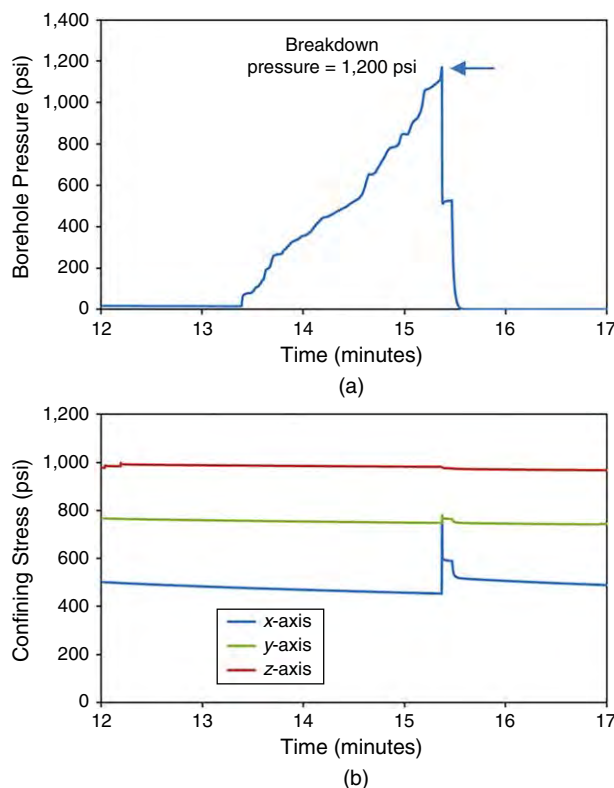 1,400
1,200
1,000
800
600
400
200
0
Borehole Pressure (psi)
Breakdown
pressure = 1,200 psi
12 13 14 15 16 17
Time (minutes)
(a)
1,200
1,000
800
600
400
200
0
Confining Stress (psi)
x-axis
y-axis
z-axis
12 13 14 15 16 17
Time (minutes)
(b)